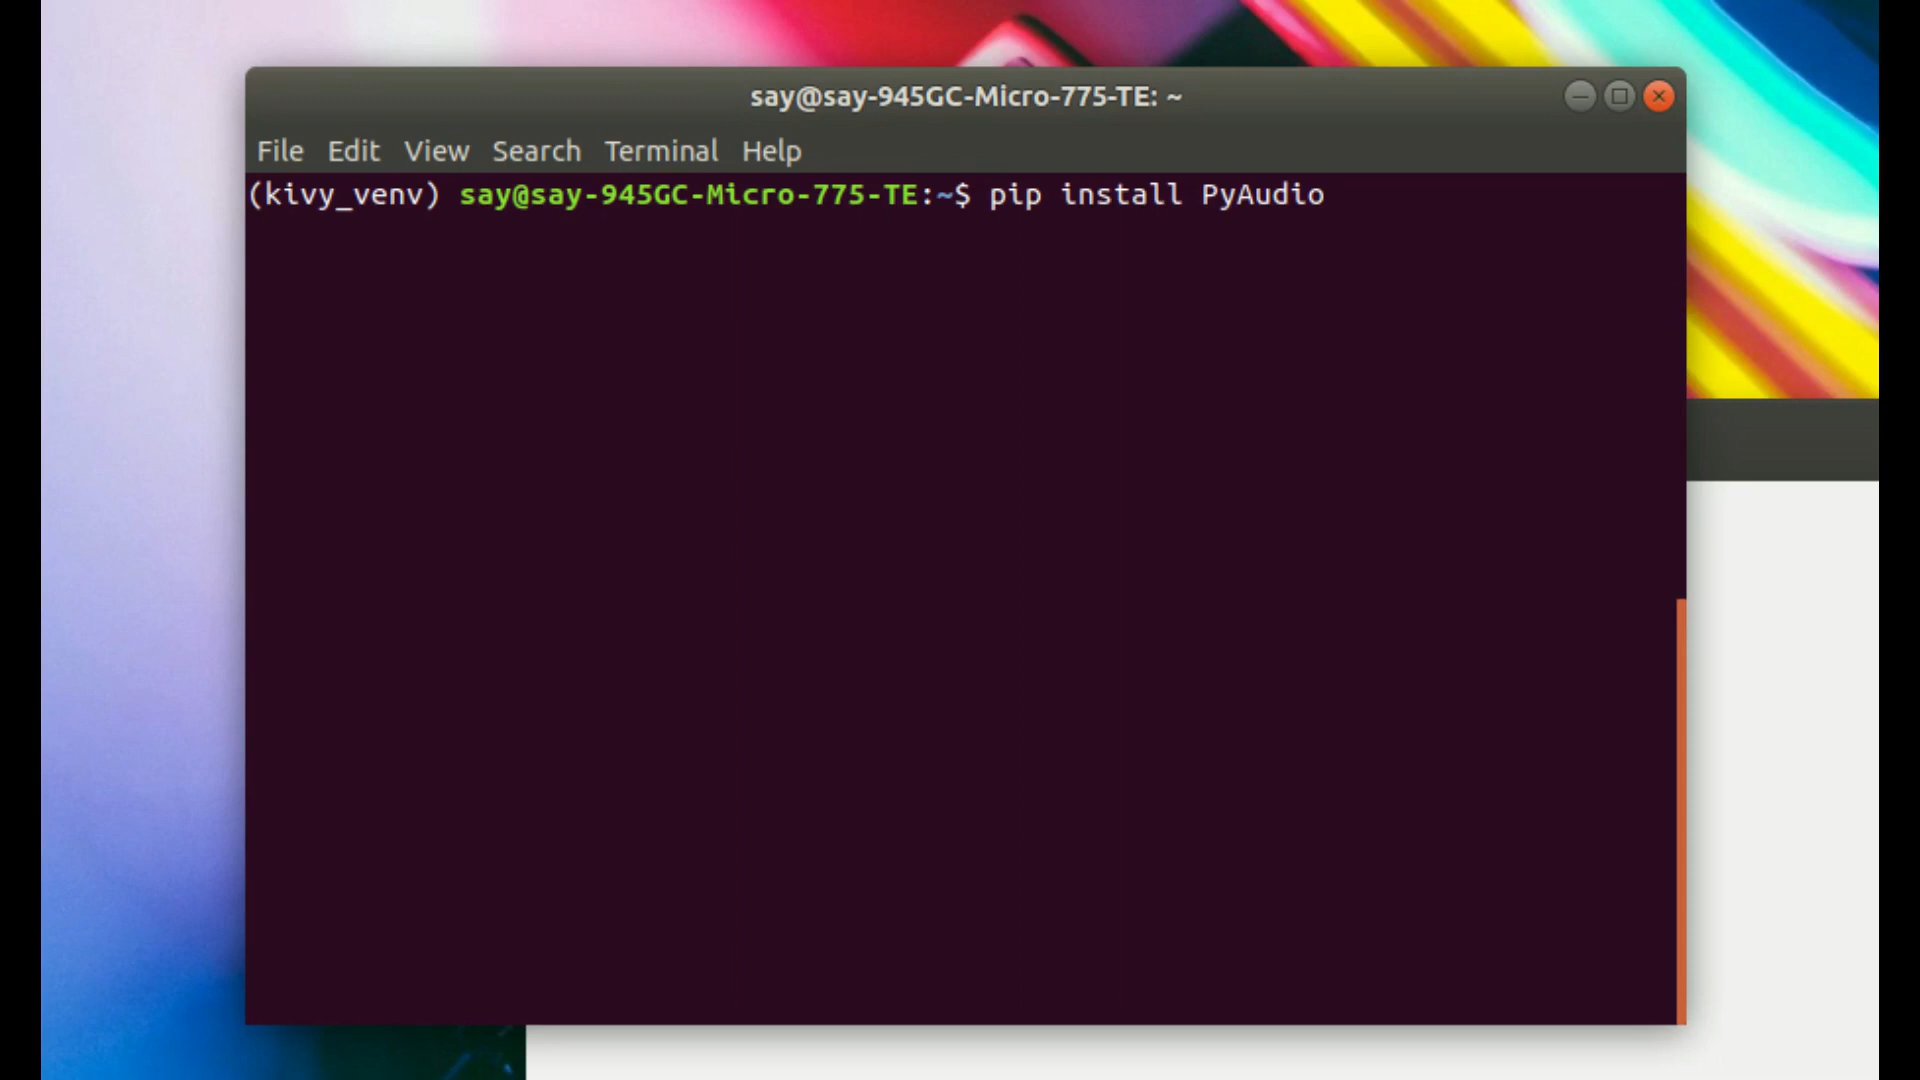 say@say-945GC-Micro-775-TE: ~
File Edit View Search Terminal Help
(kivy_venv) say@say-945GC-Micro-775-TE:~$ pip install PyAudio